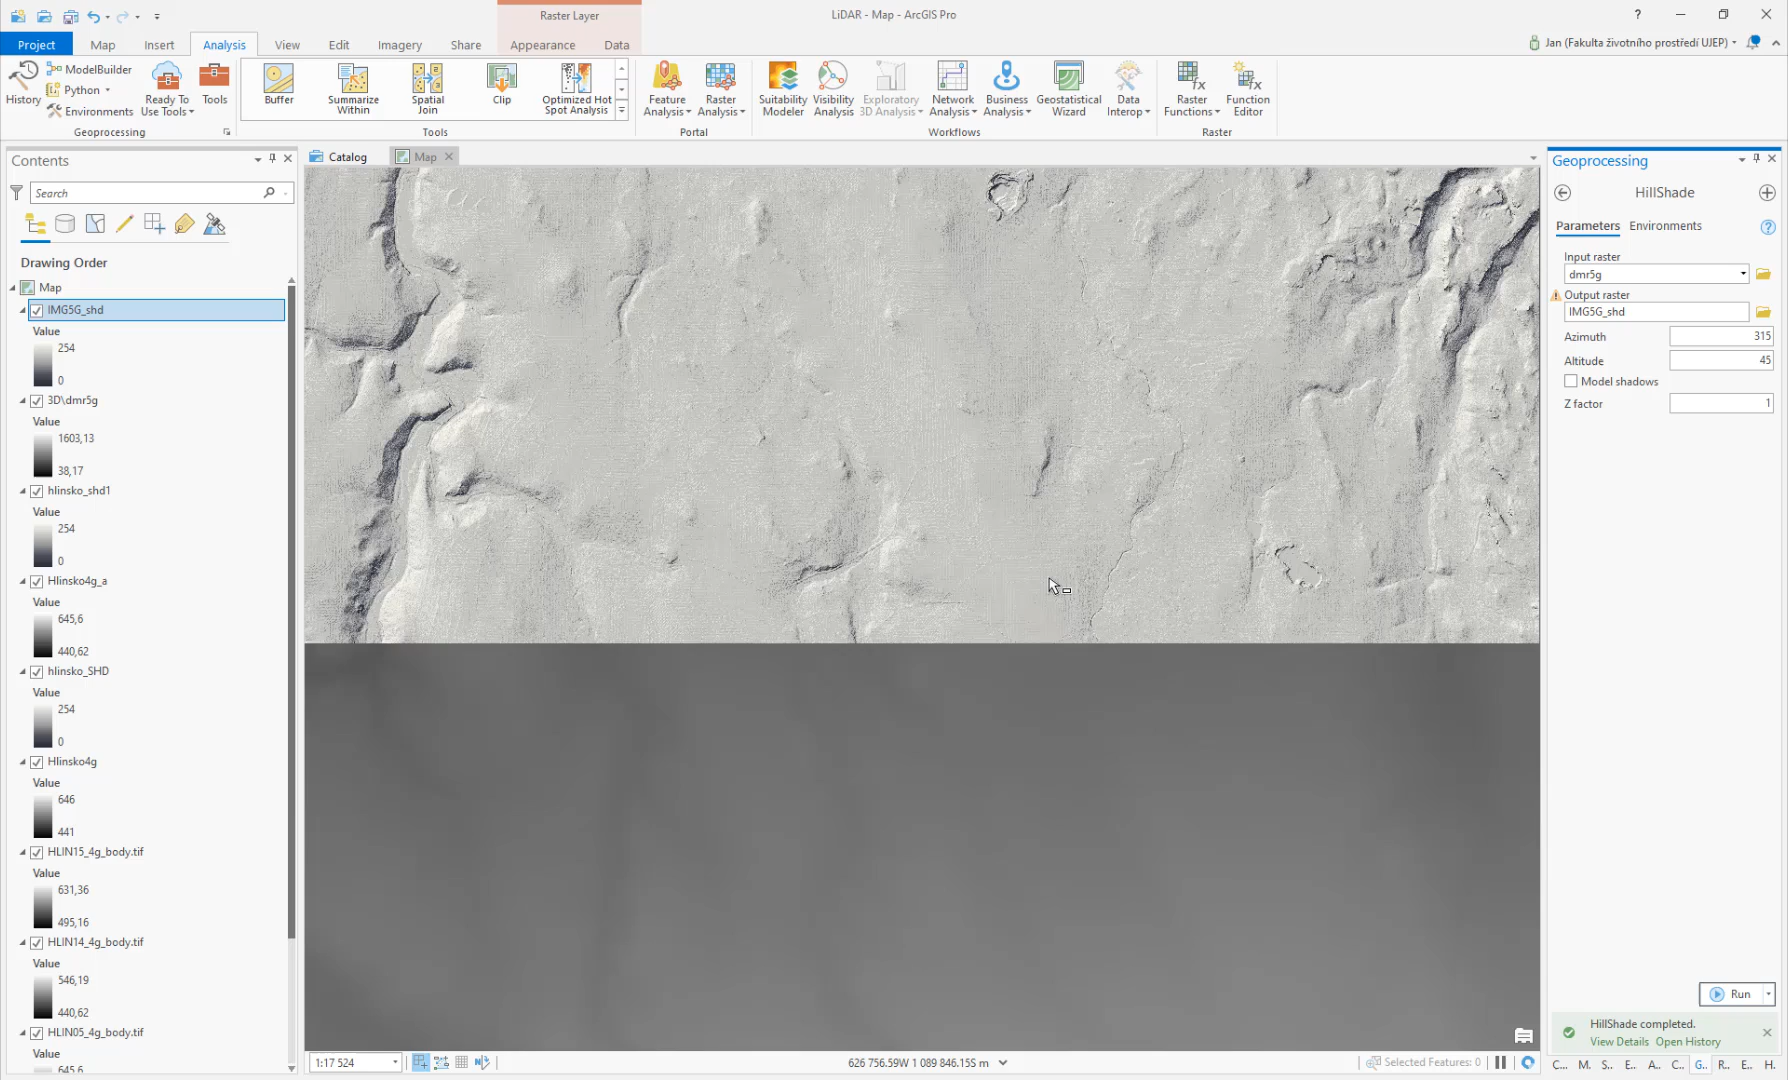 Raster Layer
LiDAR - Map - ArcGIS Pro
?
Project
Map
Insert
Analysis
View
Edit
Imagery
Share
Appearance
Data
Jan (Fakulta životního prostředí UJEP)
History
ModelBuilder
Python
Environments
Ready To
Use Tools
Tools
Geoprocessing
Buffer
Summarize
Within
Spatial
Join
Clip
Optimized Hot
Spot Analysis
Tools
Feature
Analysis
Raster
Analysis
Portal
Suitability
Modeler
Visibility
Analysis
Exploratory
3D Analysis
Network
Analysis
Business
Analysis
Geostatistical
Wizard
Data
Interop
Workflows
Raster
Functions
Function
Editor
Raster
Contents
Search
Drawing Order
Map
IMG5G_shd
Value
254
0
3D\dmr5g
Value
1603,13
38,17
hlinsko_shd1
Value
254
0
Hlinsko4g_a
Value
645,6
440,62
hlinsko_SHD
Value
254
0
Hlinsko4g
Value
646
441
HLIN15_4g_body.tif
Value
631,36
495,16
HLIN14_4g_body.tif
Value
546,19
440,62
HLIN05_4g_body.tif
Value
645,6
Catalog
Map
1:17 524
626 756.59W 1 089 846.15S m
Selected Features: 0
Geoprocessing
HillShade
Parameters
Environments
?
Input raster
dmr5g
Output raster
IMG5G_shd
Azimuth
315
Altitude
45
Model shadows
Z factor
1
Run
HillShade completed.
View Details Open History
C... M. S.. E.. A.. C.. G.. R.. E.. H.